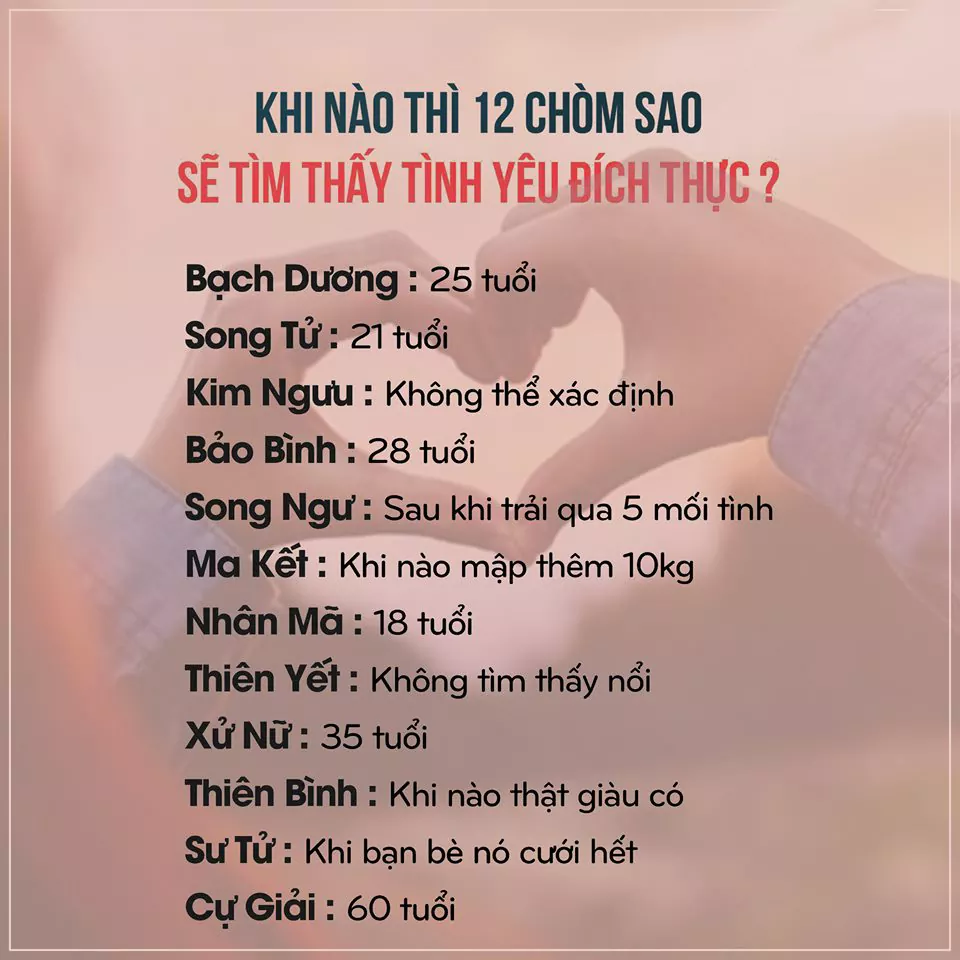 KHI NÀO THÌ 12 CHÒM SAO
SẼ TÌM THẤY TÌNH YÊU ĐÍCH THỰC ?
Bạch Dương : 25 tuổi
Song Tử : 21 tuổi
Kim Ngưu : Không thể xác định
Bảo Bình : 28 tuổi
Song Ngư : Sau khi trải qua 5 mối tình
Ma Kết : Khi nào mập thêm 10kg
Nhân Mã : 18 tuổi
Thiên Yết : Không tìm thấy nổi
Xử Nữ : 35 tuổi
Thiên Bình : Khi nào thật giàu có
Sư Tử : Khi bạn bè nó cưới hết
Cự Giải : 60 tuổi